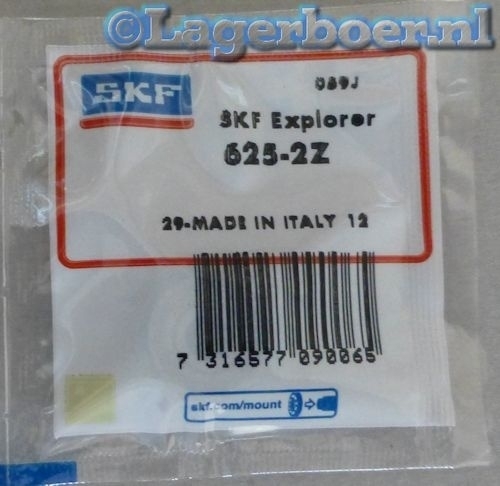 ©Lagerboer.nl
SKF
089J
SKF Explorer
625-2Z
29-MADE IN ITALY 12
7 316577 090065
skf.com/mount